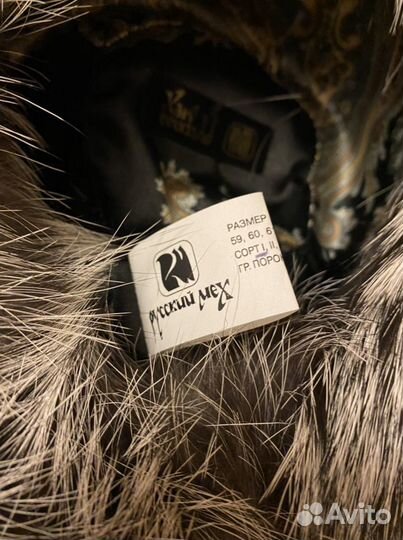 РАЗМЕР
59, 60, 6
СОРТ I, II,
ГР. ПОРО
Русский мех
Avito